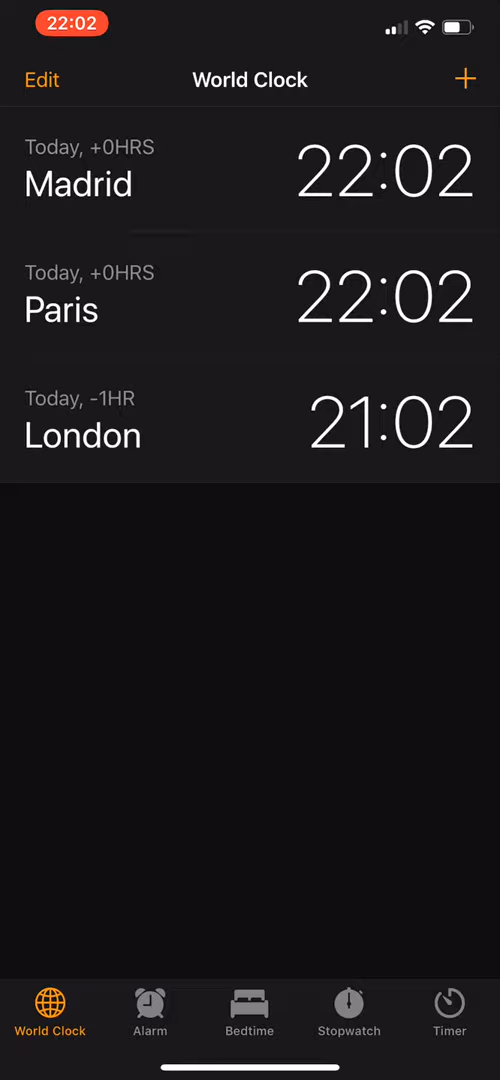 22:02
Edit World Clock +
Today, +0HRS
Madrid 22:02
Today, +0HRS
Paris 22:02
Today, -1HR
London 21:02
World Clock Alarm Bedtime Stopwatch Timer